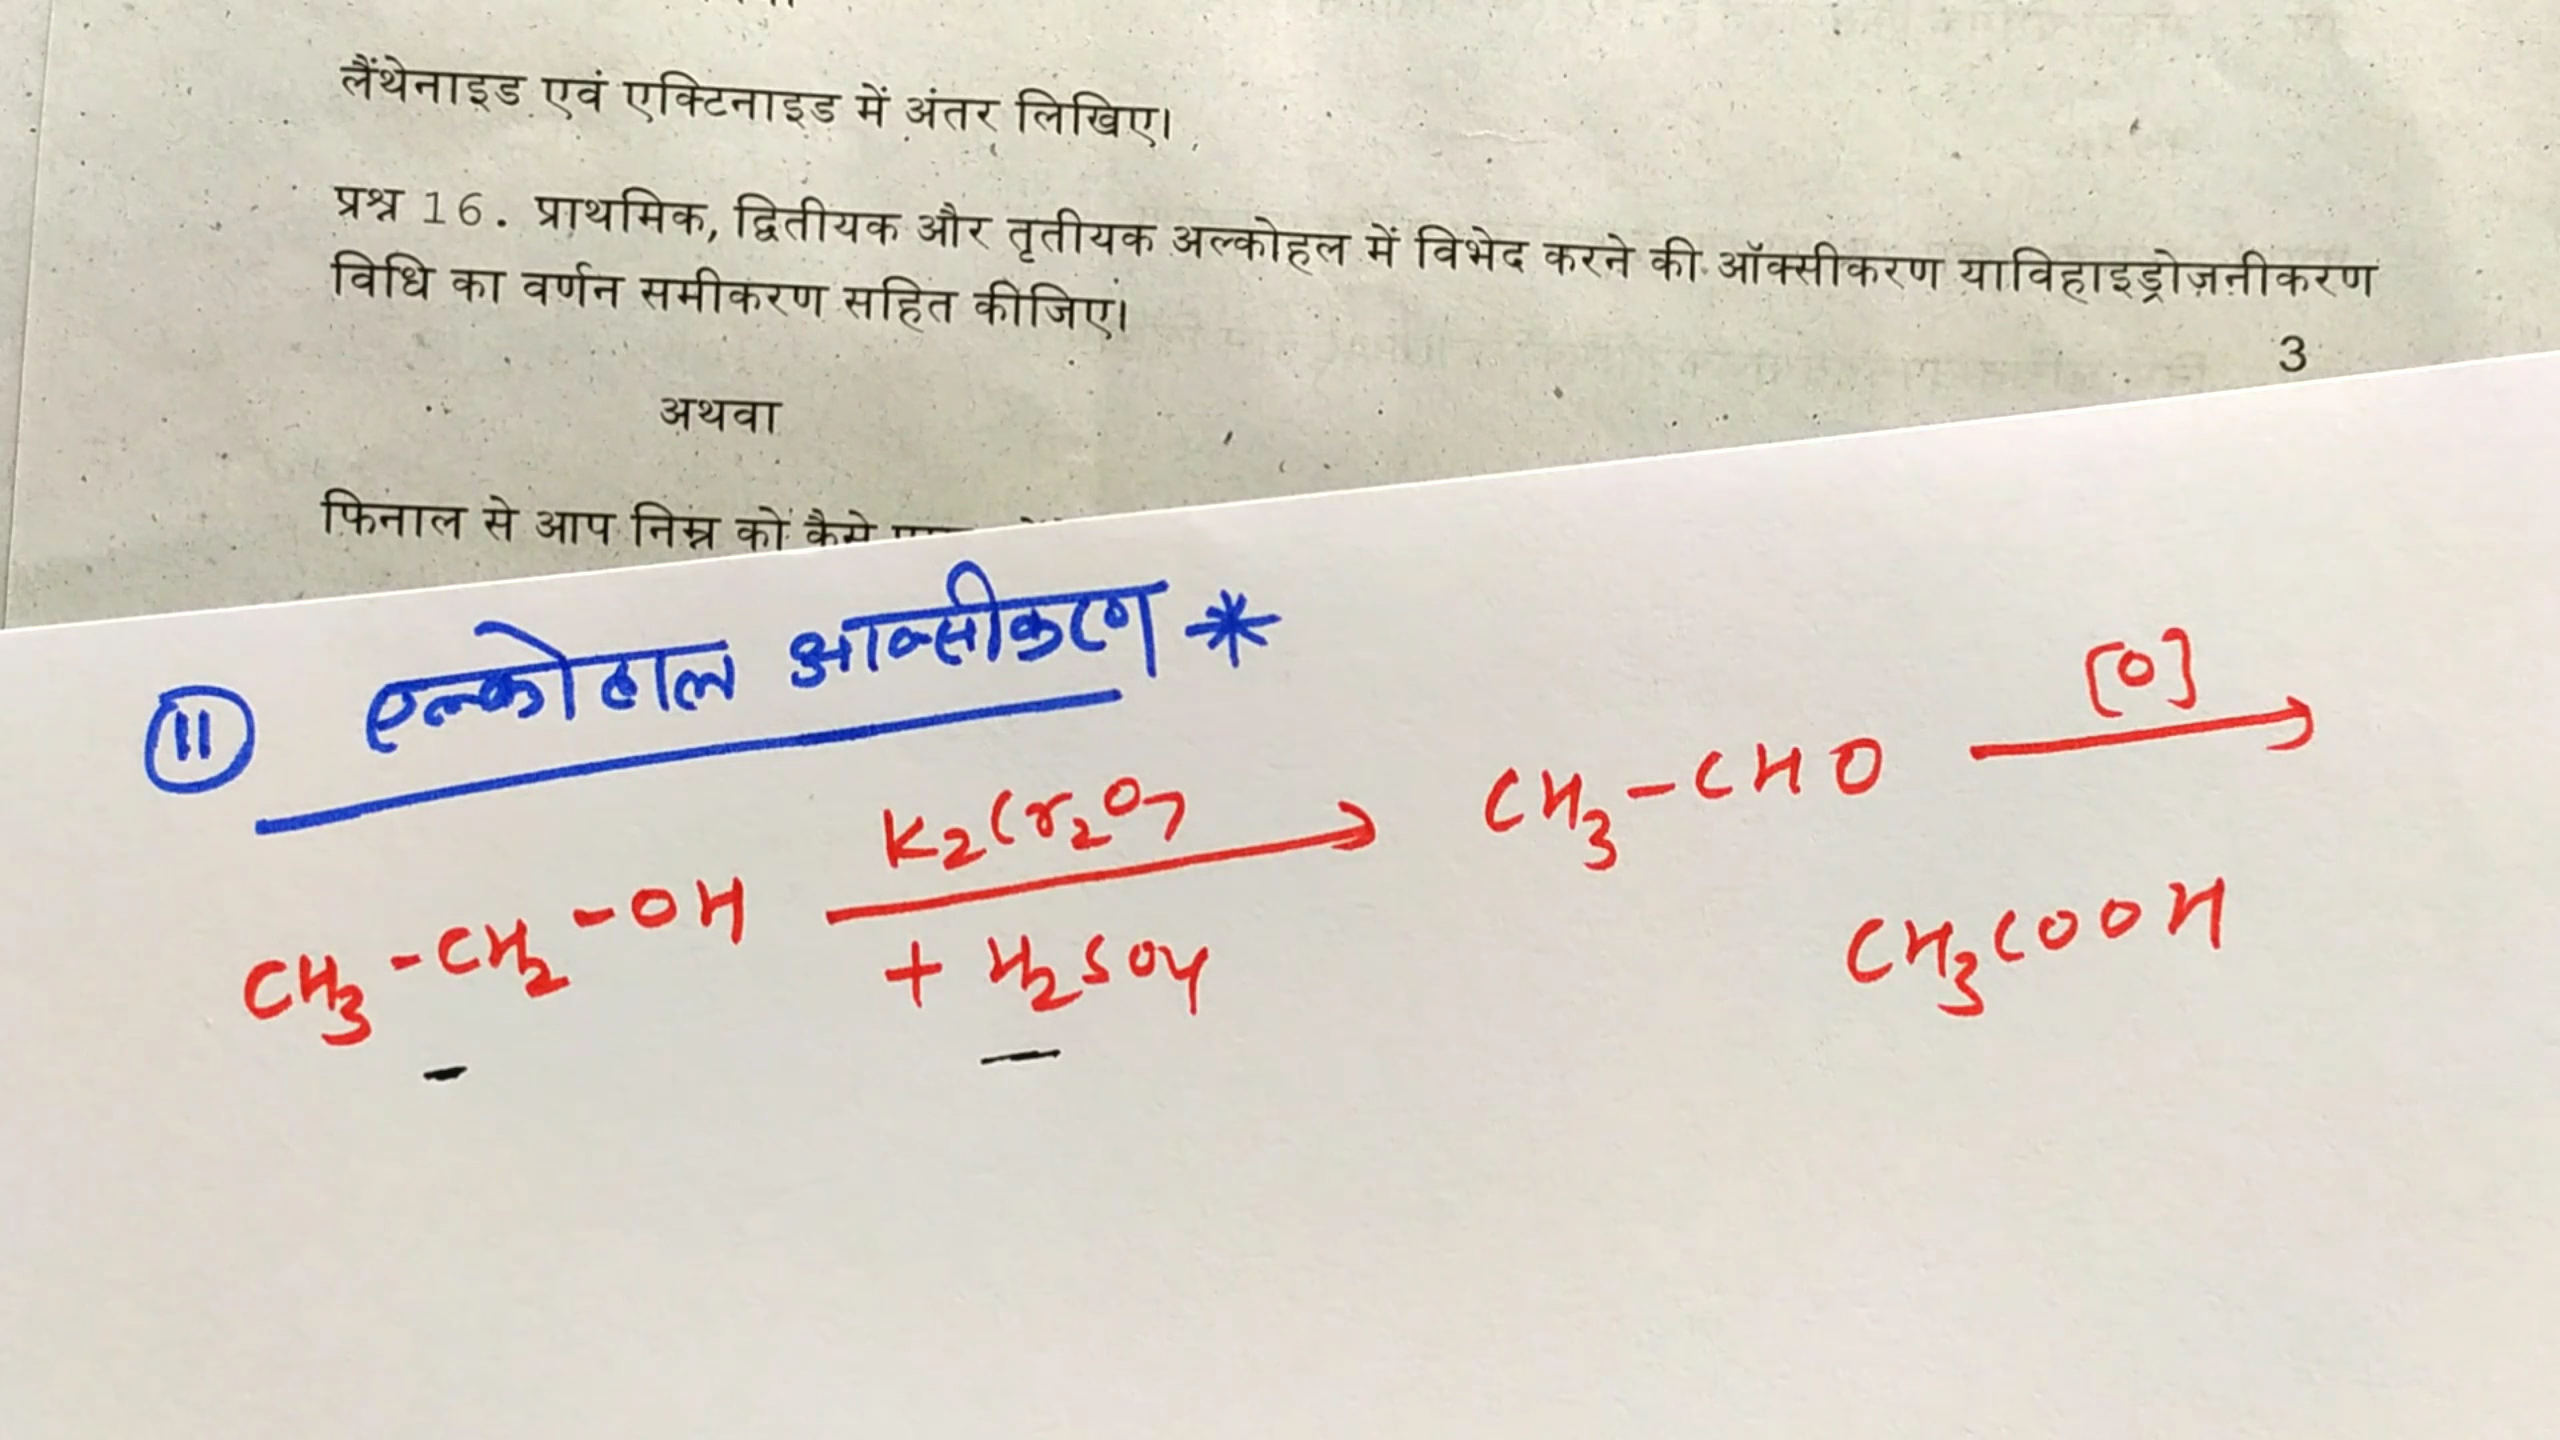 लैंथेनाइड एवं एक्टिनाइड में अंतर लिखिए।
प्रश्न 16. प्राथमिक, द्वितीयक और तृतीयक अल्कोहल में विभेद करने की ऑक्सीकरण याविहाइड्रोज़नीकरण
विधि का वर्णन समीकरण सहित कीजिए।
3
अथवा
फिनाल से आप निम्न को कैसे
11 एल्कोहाल आक्सीकरण *
CH3-CH2-OH K2Cr2O7 → CH3-CHO [O] →
+ H2SO4 CH3COOH